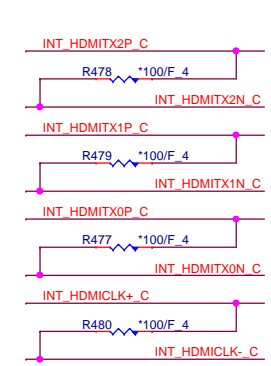 INT_HDMITX2P_C
R478 *100/F_4
INT_HDMITX2N_C
INT_HDMITX1P_C
R479 *100/F_4
INT_HDMITX1N_C
INT_HDMITX0P_C
R477 *100/F_4
INT_HDMITX0N_C
INT_HDMICLK+_C
R480 *100/F_4
INT_HDMICLK-_C